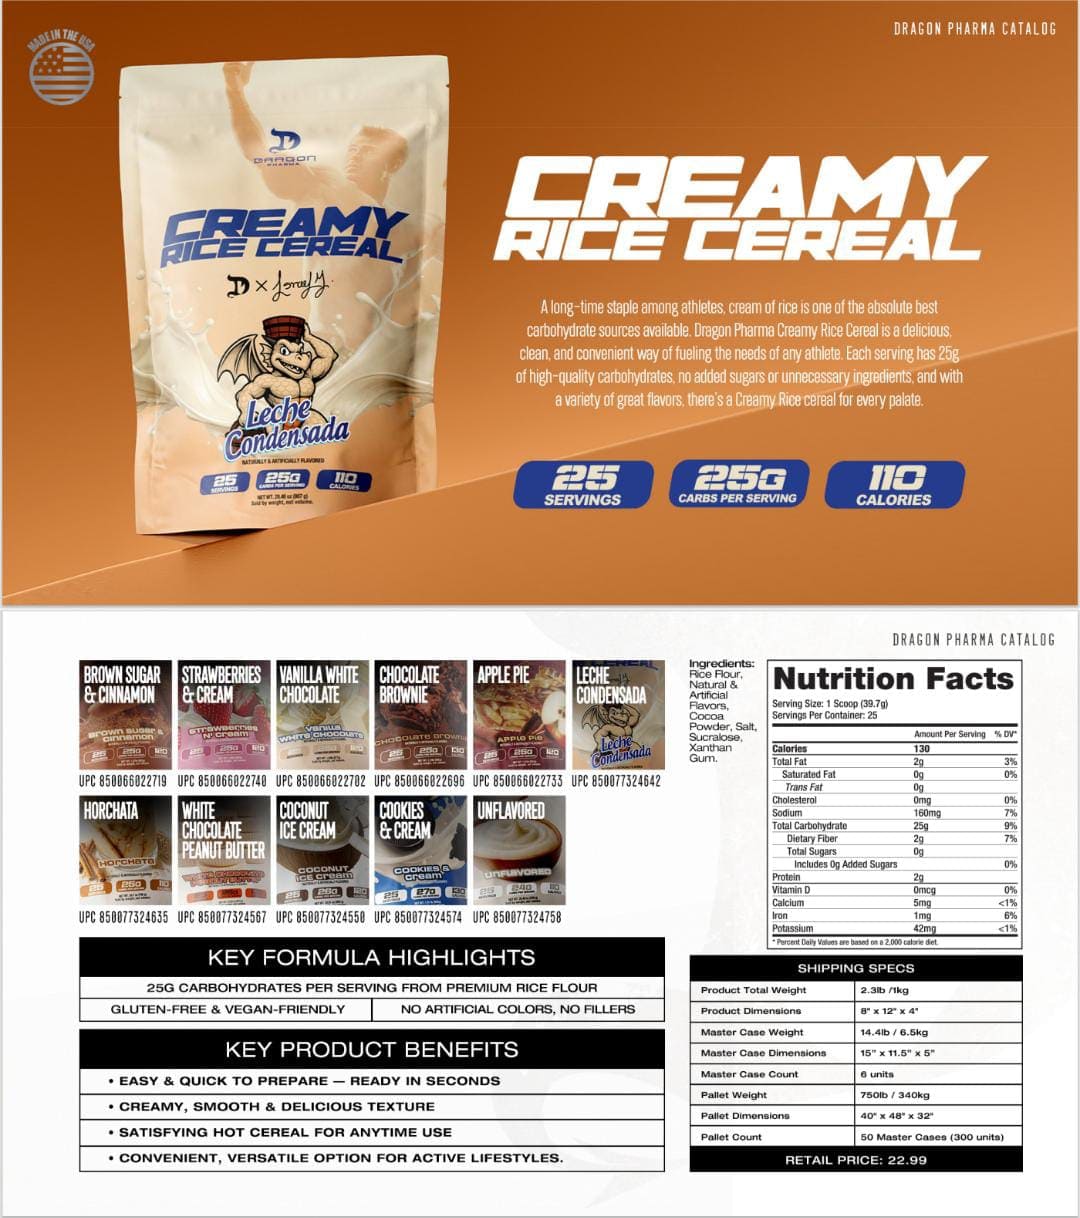 MADE IN THE USA
DRAGON PHARMA CATALOG
DRAGON
PHARMA
CREAMY
RICE CEREAL
Leche
Condensada
NATURALLY & ARTIFICIALLY FLAVORED
25
SERVINGS
25G
CARBS PER SERVING
110
CALORIES
Sold by weight, not volume.
CREAMY
RICE CEREAL
A long-time staple among athletes, cream of rice is one of the absolute best
carbohydrate sources available. Dragon Pharma Creamy Rice Cereal is a delicious,
clean, and convenient way of fueling the needs of any athlete. Each serving has 25g
of high-quality carbohydrates, no added sugars or unnecessary ingredients, and with
a variety of great flavors, there's a Creamy Rice cereal for every palate.
25
SERVINGS
25G
CARBS PER SERVING
110
CALORIES
DRAGON PHARMA CATALOG
BROWN SUGAR
& CINNAMON
UPC 850066022719
STRAWBERRIES
& CREAM
UPC 850066022740
VANILLA WHITE
CHOCOLATE
UPC 850066022702
CHOCOLATE
BROWNIE
UPC 850066022696
APPLE PIE
UPC 850066022733
LECHE
CONDENSADA
Leche
Condensada
UPC 850077324642
HORCHATA
UPC 850077324635
WHITE
CHOCOLATE
PEANUT BUTTER
UPC 850077324567
COCONUT
ICE CREAM
UPC 850077324550
COOKIES
& CREAM
UPC 850077324574
UNFLAVORED
UPC 850077324758
KEY FORMULA HIGHLIGHTS
25G CARBOHYDRATES PER SERVING FROM PREMIUM RICE FLOUR
GLUTEN-FREE & VEGAN-FRIENDLY NO ARTIFICIAL COLORS, NO FILLERS
KEY PRODUCT BENEFITS
• EASY & QUICK TO PREPARE — READY IN SECONDS
• CREAMY, SMOOTH & DELICIOUS TEXTURE
• SATISFYING HOT CEREAL FOR ANYTIME USE
• CONVENIENT, VERSATILE OPTION FOR ACTIVE LIFESTYLES.
Ingredients:
Rice Flour,
Natural &
Artificial
Flavors,
Cocoa
Powder, Salt,
Sucralose,
Xanthan
Gum.
Nutrition Facts
Serving Size: 1 Scoop (39.7g)
Servings Per Container: 25
Amount Per Serving % DV*
Calories 130
Total Fat 2g 3%
Saturated Fat 0g 0%
Trans Fat 0g
Cholesterol 0mg 0%
Sodium 160mg 7%
Total Carbohydrate 25g 9%
Dietary Fiber 2g 7%
Total Sugars 0g
Includes 0g Added Sugars 0%
Protein 2g
Vitamin D 0mcg 0%
Calcium 5mg <1%
Iron 1mg 6%
Potassium 42mg <1%
* Percent Daily Values are based on a 2,000 calorie diet.
SHIPPING SPECS
Product Total Weight 2.3lb /1kg
Product Dimensions 8" x 12" x 4"
Master Case Weight 14.4lb / 6.5kg
Master Case Dimensions 15" x 11.5" x 5"
Master Case Count 6 units
Pallet Weight 750lb / 340kg
Pallet Dimensions 40" x 48" x 32"
Pallet Count 50 Master Cases (300 units)
RETAIL PRICE: 22.99